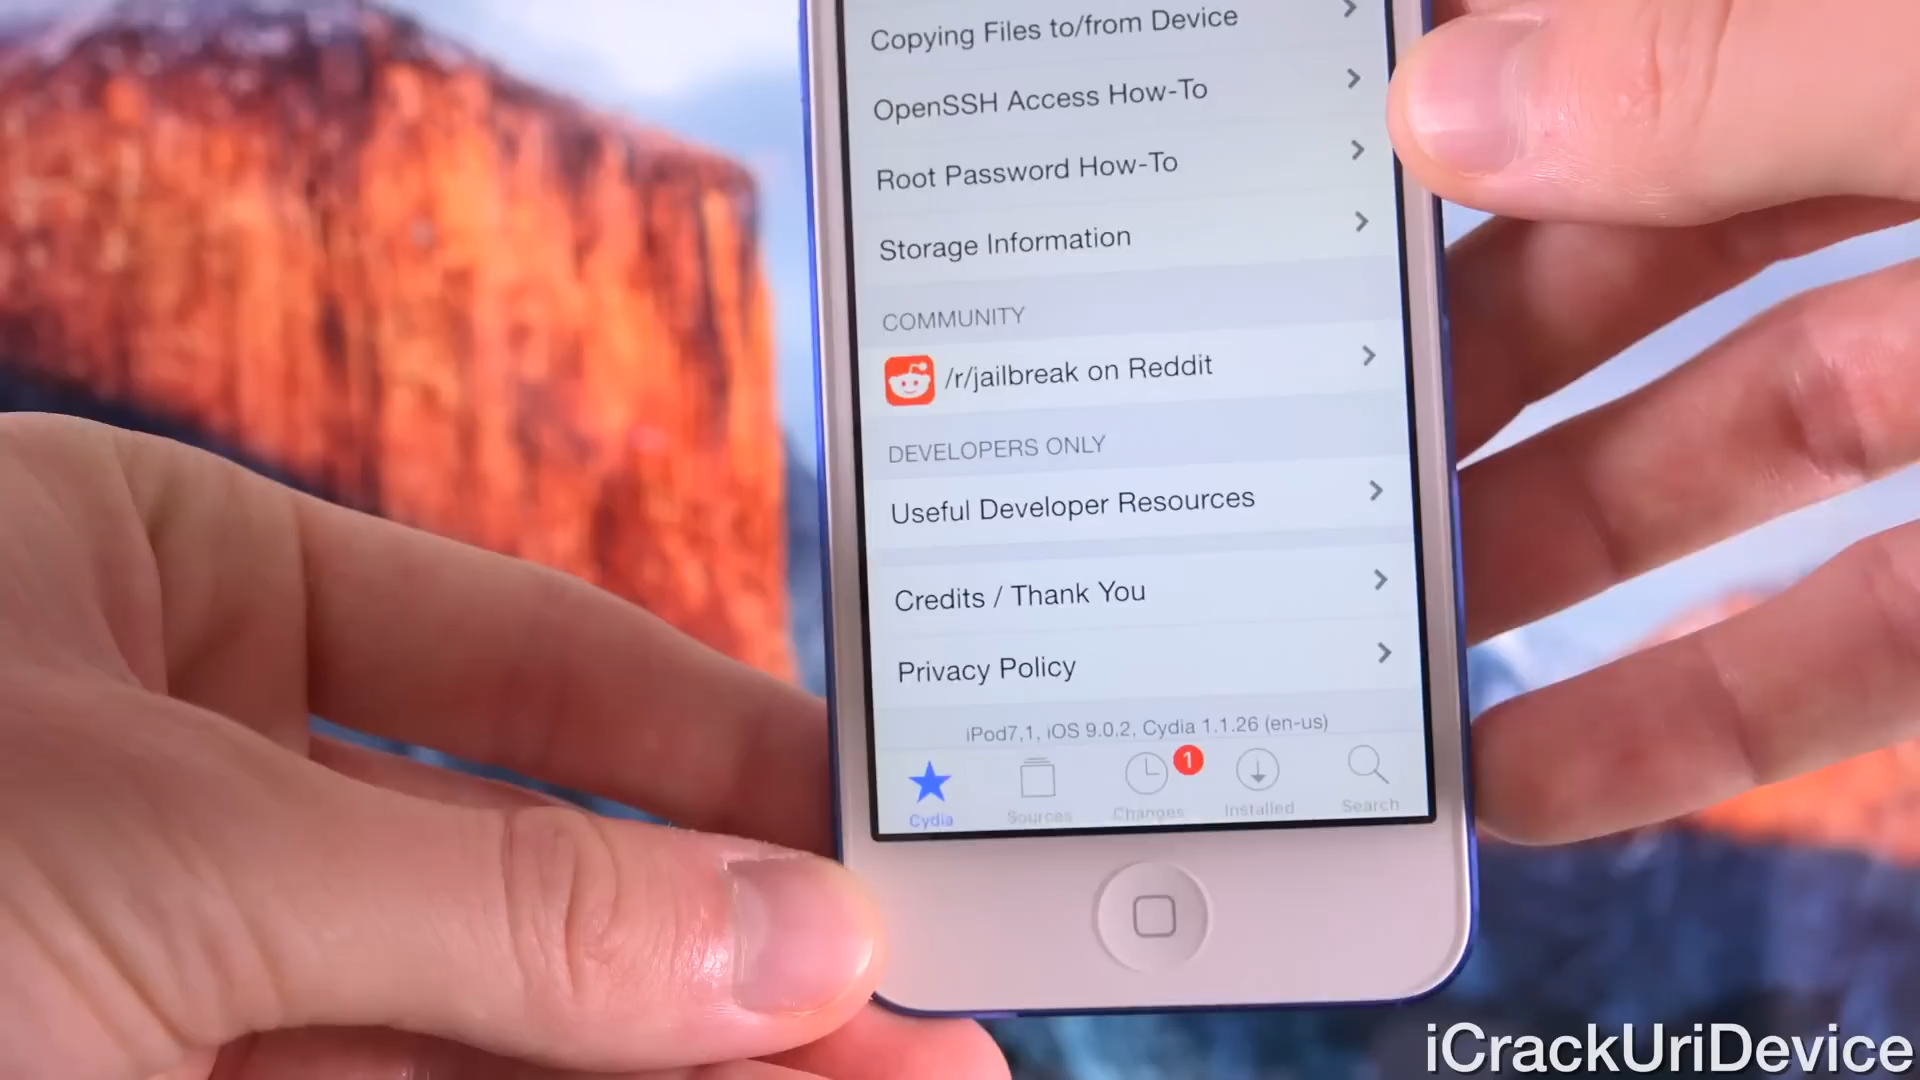 Copying Files to/from Device
OpenSSH Access How-To
Root Password How-To
Storage Information
COMMUNITY
/r/jailbreak on Reddit
DEVELOPERS ONLY
Useful Developer Resources
Credits / Thank You
Privacy Policy
iPod7,1, iOS 9.0.2, Cydia 1.1.26 (en-us)
1
Cydia Sources Changes Installed Search
iCrackUriDevice